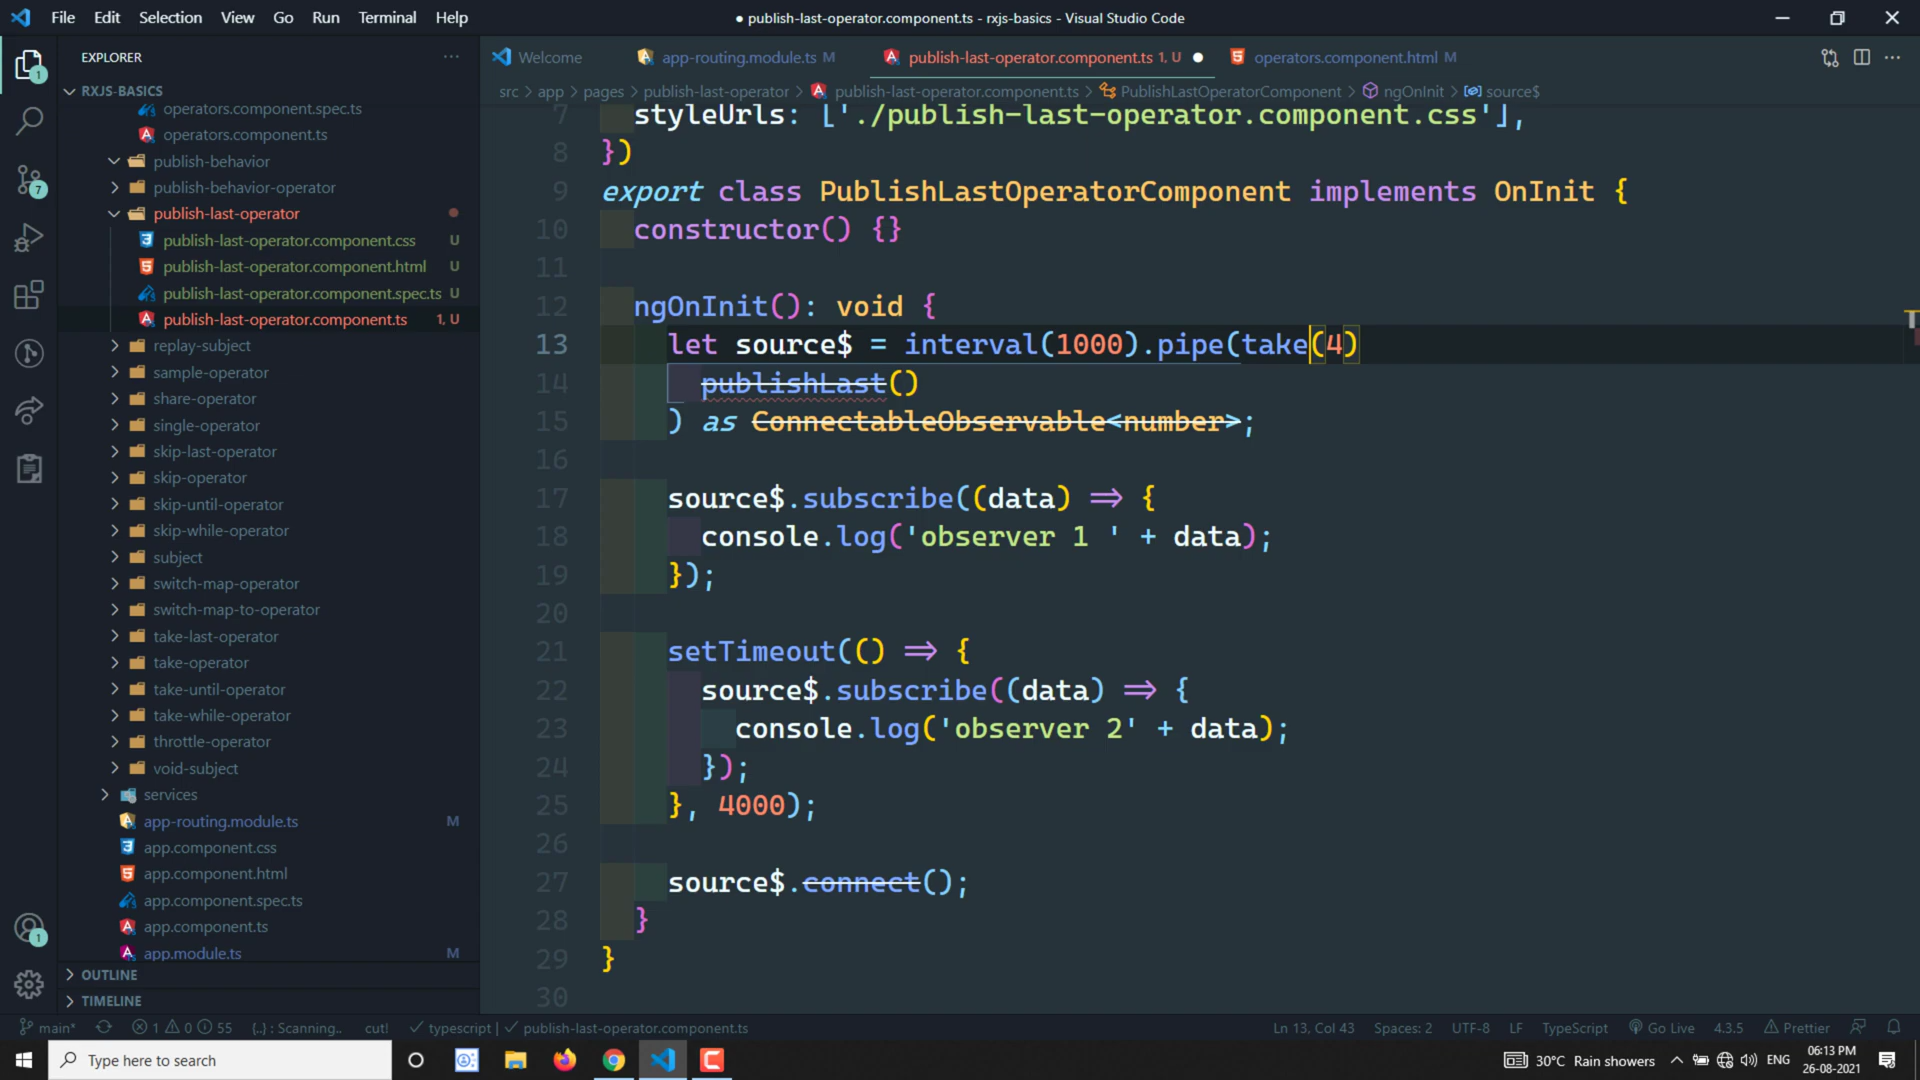 File Edit Selection View Go Run Terminal Help
● publish-last-operator.component.ts - rxjs-basics - Visual Studio Code
EXPLORER
Welcome
app-routing.module.ts M
publish-last-operator.component.ts 1, U
operators.component.html M
src > app > pages > publish-last-operator > publish-last-operator.component.ts > PublishLastOperatorComponent > ngOnInit > source$
RXJS-BASICS
operators.component.spec.ts
operators.component.ts
publish-behavior
publish-behavior-operator
publish-last-operator
publish-last-operator.component.css U
publish-last-operator.component.html U
publish-last-operator.component.spec.ts U
publish-last-operator.component.ts 1, U
replay-subject
sample-operator
share-operator
single-operator
skip-last-operator
skip-operator
skip-until-operator
skip-while-operator
subject
switch-map-operator
switch-map-to-operator
take-last-operator
take-operator
take-until-operator
take-while-operator
throttle-operator
void-subject
services
app-routing.module.ts M
app.component.css
app.component.html
app.component.spec.ts
app.component.ts
app.module.ts M
OUTLINE
TIMELINE
1
7
1
7 styleUrls: ['./publish-last-operator.component.css'],
8 })
9 export class PublishLastOperatorComponent implements OnInit {
10 constructor() {}
11
12 ngOnInit(): void {
13 let source$ = interval(1000).pipe(take(4)
14 publishLast()
15 ) as ConnectableObservable<number>;
16
17 source$.subscribe((data) => {
18 console.log('observer 1 ' + data);
19 });
20
21 setTimeout(() => {
22 source$.subscribe((data) => {
23 console.log('observer 2' + data);
24 });
25 }, 4000);
26
27 source$.connect();
28 }
29 }
30
main* 1 0 55 {..} : Scanning.. cut! ✓ typescript | ✓ publish-last-operator.component.ts
Ln 13, Col 43 Spaces: 2 UTF-8 LF TypeScript Go Live 4.3.5 Prettier
Type here to search
30°C Rain showers ENG 06:13 PM
26-08-2021